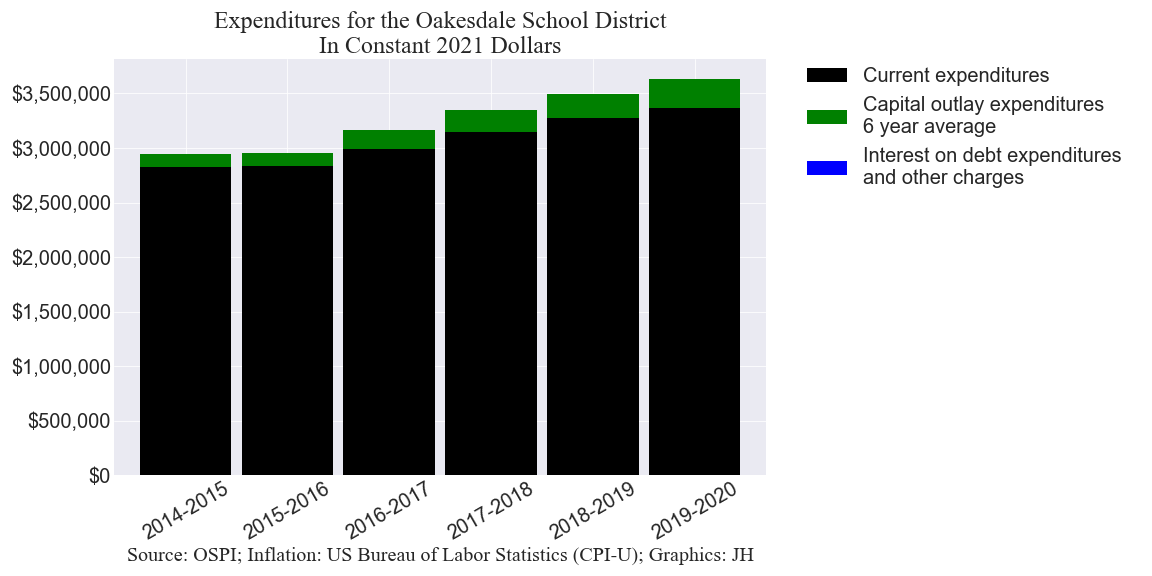 Expenditures for the Oakesdale School District
In Constant 2021 Dollars
$3,500,000
$3,000,000
$2,500,000
$2,000,000
$1,500,000
$1,000,000
$500,000
$0
2014-2015
2015-2016
2016-2017
2017-2018
2018-2019
2019-2020
Current expenditures
Capital outlay expenditures
6 year average
Interest on debt expenditures
and other charges
Source: OSPI; Inflation: US Bureau of Labor Statistics (CPI-U); Graphics: JH